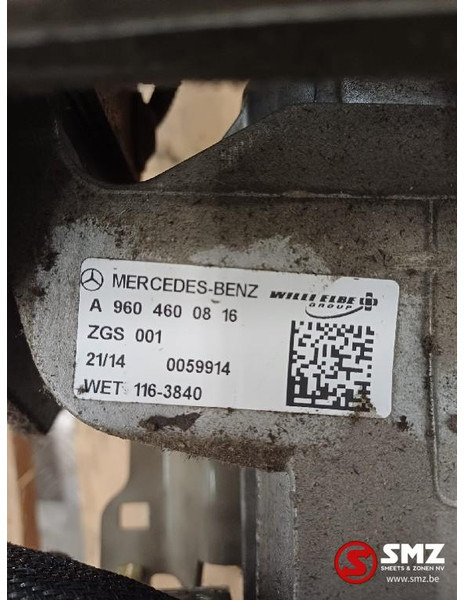 MERCEDES-BENZ
WILLI ELBE
GROUP
A 960 460 08 16
ZGS 001
21/14 0059914
WET 116-3840
SMZ
SMEETS & ZONEN NV
www.smz.be